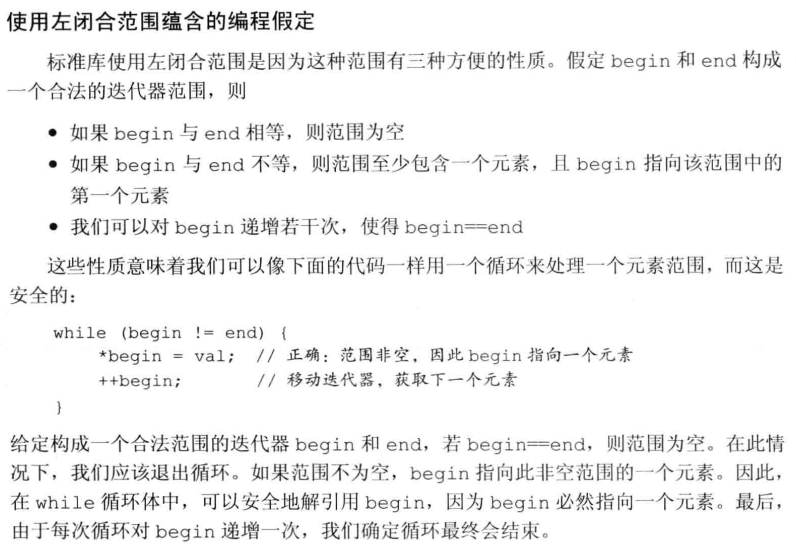 使用左闭合范围蕴含的编程假定
标准库使用左闭合范围是因为这种范围有三种方便的性质。假定 begin 和 end 构成
一个合法的迭代器范围，则
● 如果 begin 与 end 相等，则范围为空
● 如果 begin 与 end 不等，则范围至少包含一个元素，且 begin 指向该范围中的
第一个元素
● 我们可以对 begin 递增若干次，使得 begin==end
这些性质意味着我们可以像下面的代码一样用一个循环来处理一个元素范围，而这是
安全的：
while (begin != end) {
*begin = val; // 正确：范围非空，因此 begin 指向一个元素
++begin; // 移动迭代器，获取下一个元素
}
给定构成一个合法范围的迭代器 begin 和 end，若 begin==end，则范围为空。在此情
况下，我们应该退出循环。如果范围不为空，begin 指向此非空范围的一个元素。因此，
在 while 循环体中，可以安全地解引用 begin，因为 begin 必然指向一个元素。最后，
由于每次循环对 begin 递增一次，我们确定循环最终会结束。